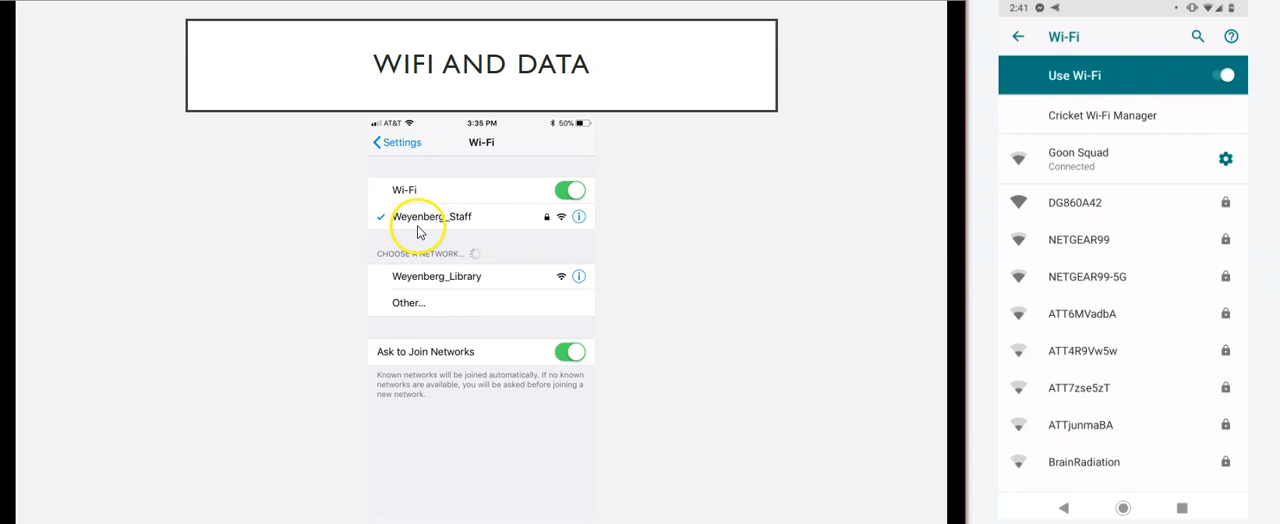 WIFI AND DATA
AT&T 3:35 PM 50%
Settings Wi-Fi
Wi-Fi
Weyenberg_Staff
CHOOSE A NETWORK...
Weyenberg_Library
Other...
Ask to Join Networks
Known networks will be joined automatically. If no known
networks are available, you will be asked before joining a
new network.
2:41
Wi-Fi
Use Wi-Fi
Cricket Wi-Fi Manager
Goon Squad
Connected
DG860A42
NETGEAR99
NETGEAR99-5G
ATT6MVadbA
ATT4R9Vw5w
ATT7zse5zT
ATTjunmaBA
BrainRadiation